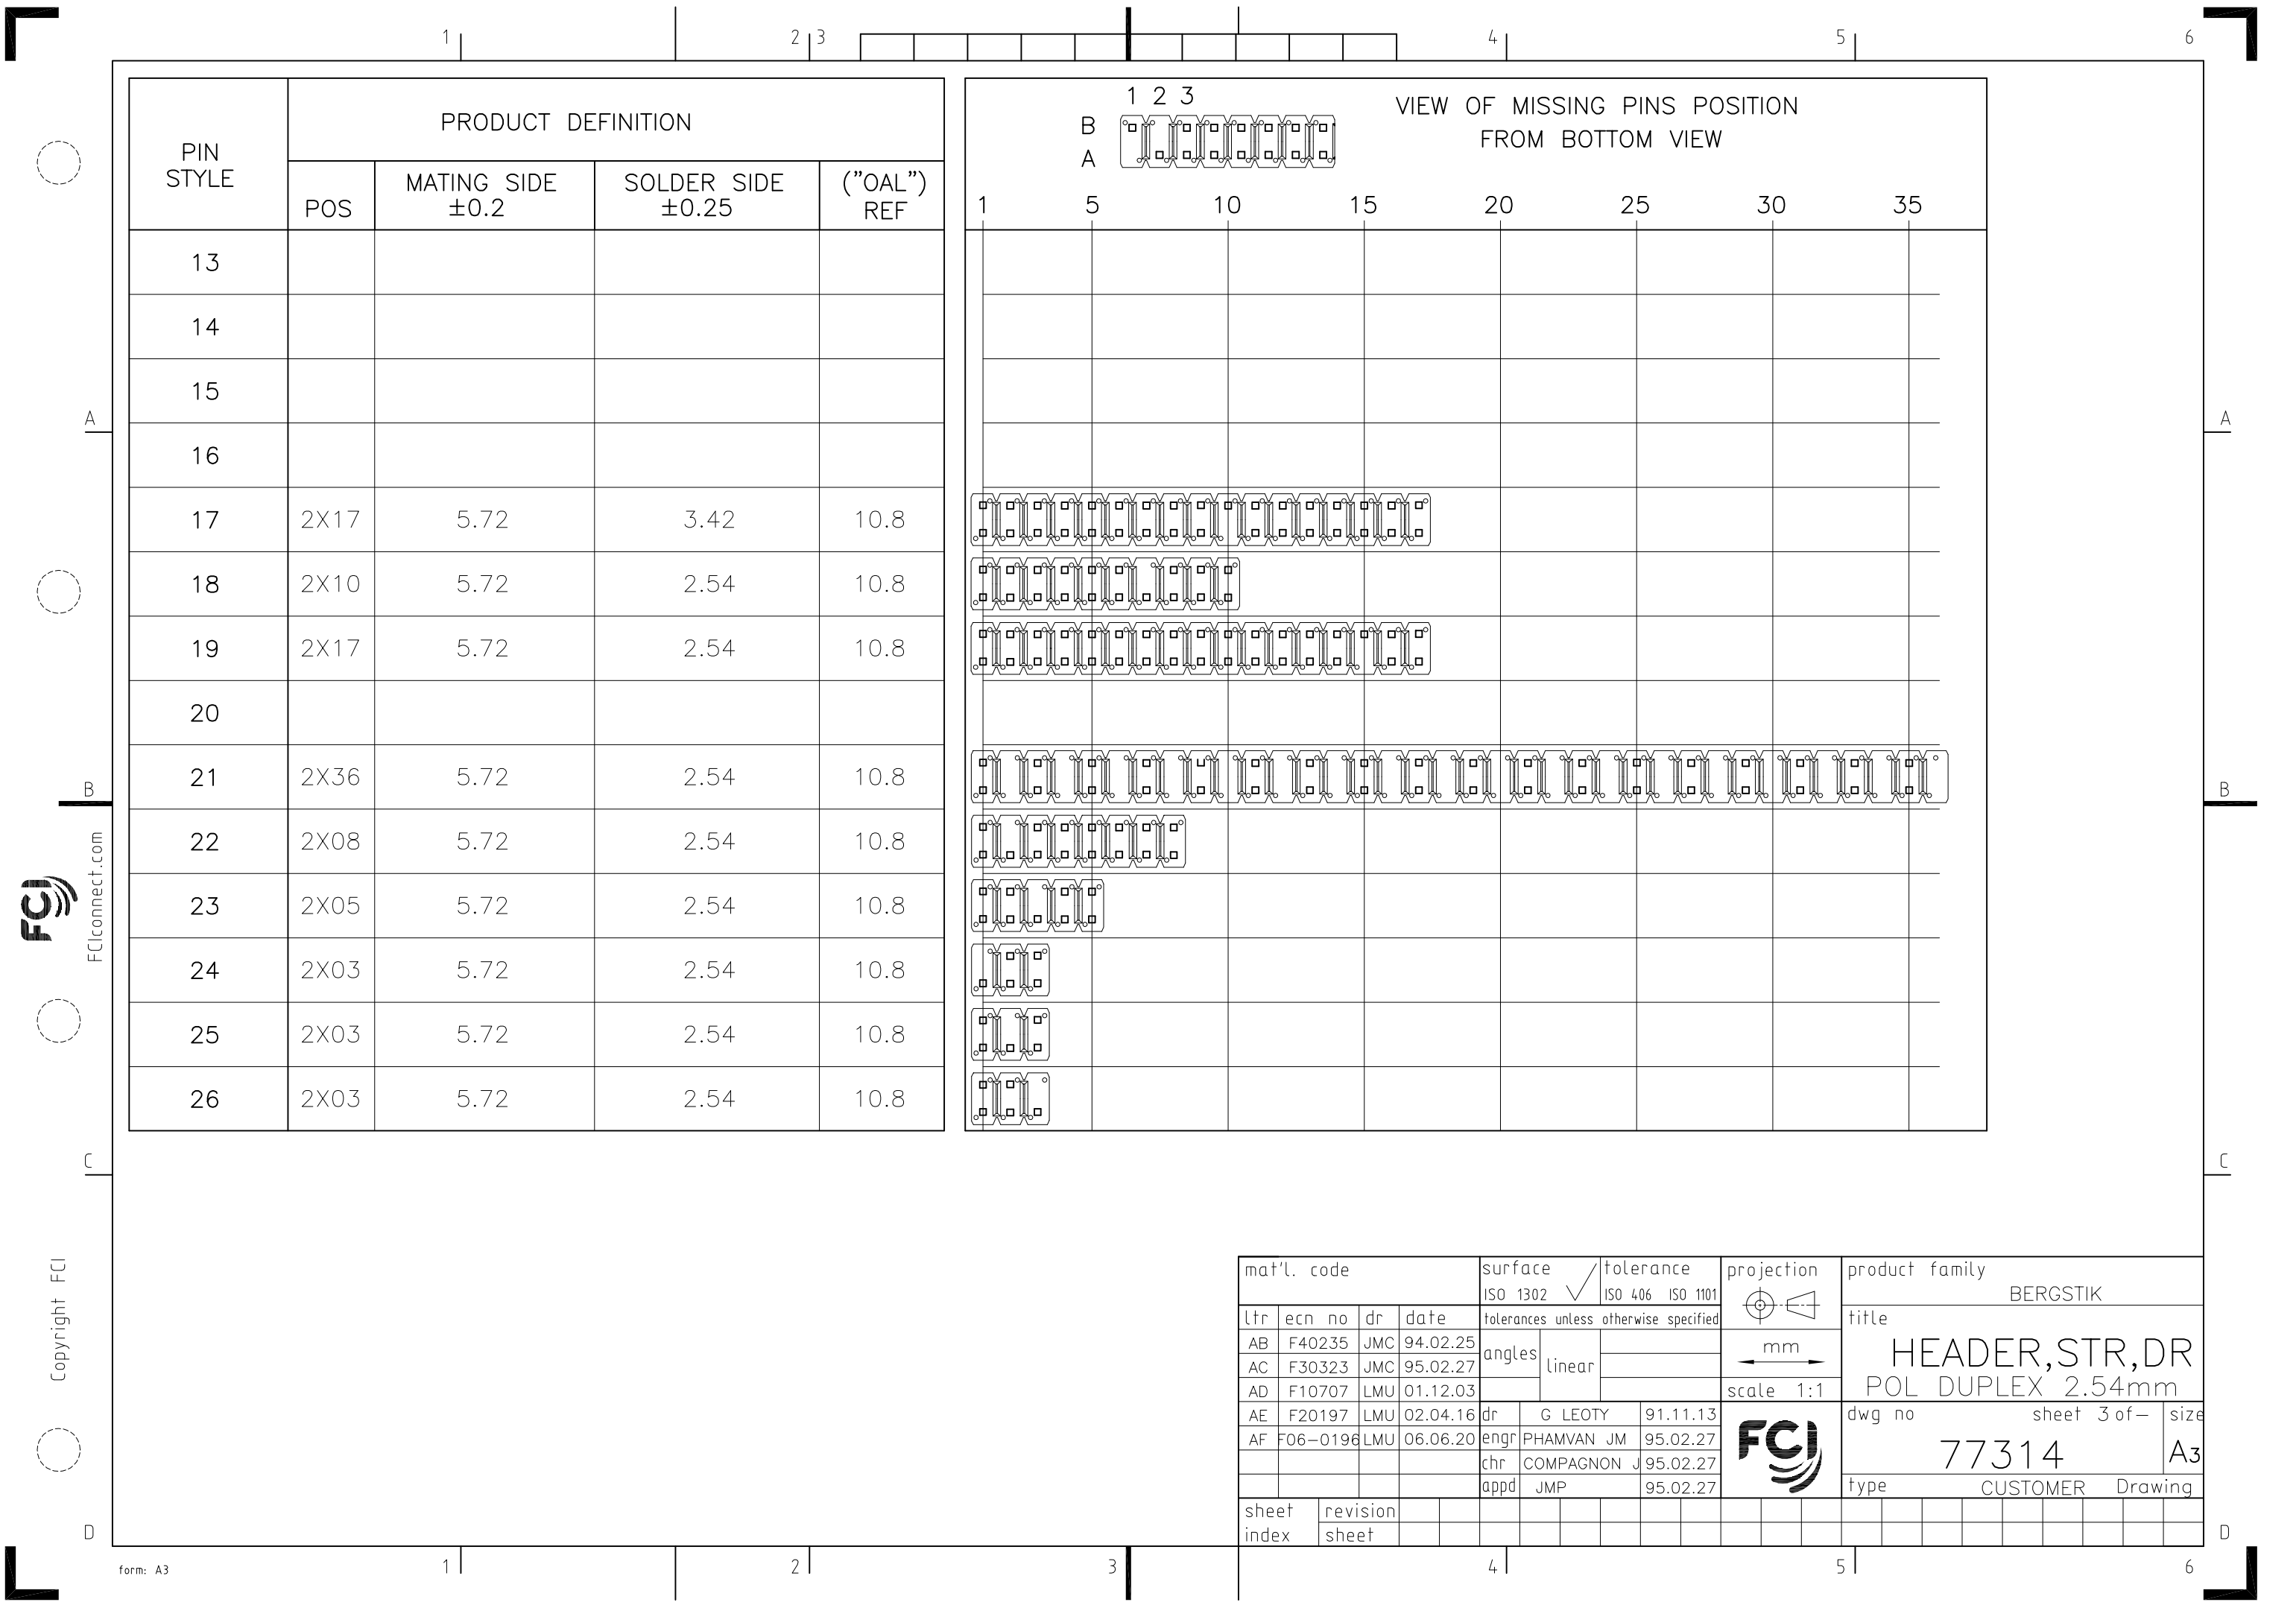 1 2 3 4 5 6
PIN STYLE
PRODUCT DEFINITION
POS
MATING SIDE ±0.2
SOLDER SIDE ±0.25
("OAL") REF
13
14
15
16
17 2X17 5.72 3.42 10.8
18 2X10 5.72 2.54 10.8
19 2X17 5.72 2.54 10.8
20
21 2X36 5.72 2.54 10.8
22 2X08 5.72 2.54 10.8
23 2X05 5.72 2.54 10.8
24 2X03 5.72 2.54 10.8
25 2X03 5.72 2.54 10.8
26 2X03 5.72 2.54 10.8
1 2 3
B
A
VIEW OF MISSING PINS POSITION
FROM BOTTOM VIEW
1 5 10 15 20 25 30 35
A
B
C
D
A
B
C
D
FCI
FCIconnect.com
Copyright FCI
mat'l. code
surface
ISO 1302
tolerance
ISO 406 ISO 1101
projection
product family
BERGSTIK
ltr ecn no dr date
AB F40235 JMC 94.02.25
AC F30323 JMC 95.02.27
AD F10707 LMU 01.12.03
AE F20197 LMU 02.04.16
AF F06-0196 LMU 06.06.20
tolerances unless otherwise specified
angles
linear
mm
scale 1:1
title
HEADER,STR,DR
POL DUPLEX 2.54mm
dr G LEOTY 91.11.13
engr PHAMVAN JM 95.02.27
chr COMPAGNON J 95.02.27
appd JMP 95.02.27
FCI
dwg no
sheet 3 of-
size
77314
A3
type CUSTOMER Drawing
sheet index
revision
sheet
form: A3
1 2 3 4 5 6